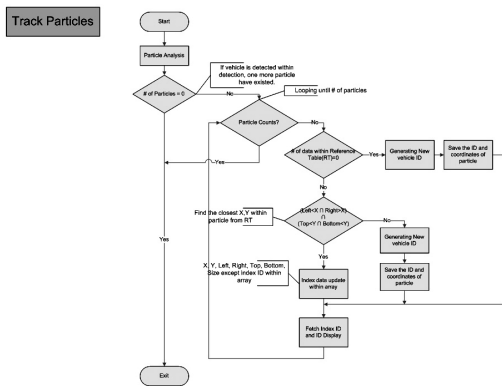 Track Particles
Start
Particle Analysis
If vehicle is detected within
detection, one more particle
have existed.
# of Particles = 0
No
Looping until # of particles
Particle Counts?
No
Yes
# of data within Reference
Table(RT)=0
Yes
Generating New
vehicle ID
Save the ID and
coordinates of
particle
No
Find the closest X,Y within
particle from RT
(Left<X ∩ Right>X)
∩
(Top<Y ∩ Bottom<Y)
No
Generating New
vehicle ID
Yes
Yes
Save the ID and
coordinates of
particle
X, Y, Left, Right, Top, Bottom,
Size except index ID within
array
Index data update
within array
Fetch Index ID
and ID Display
Exit